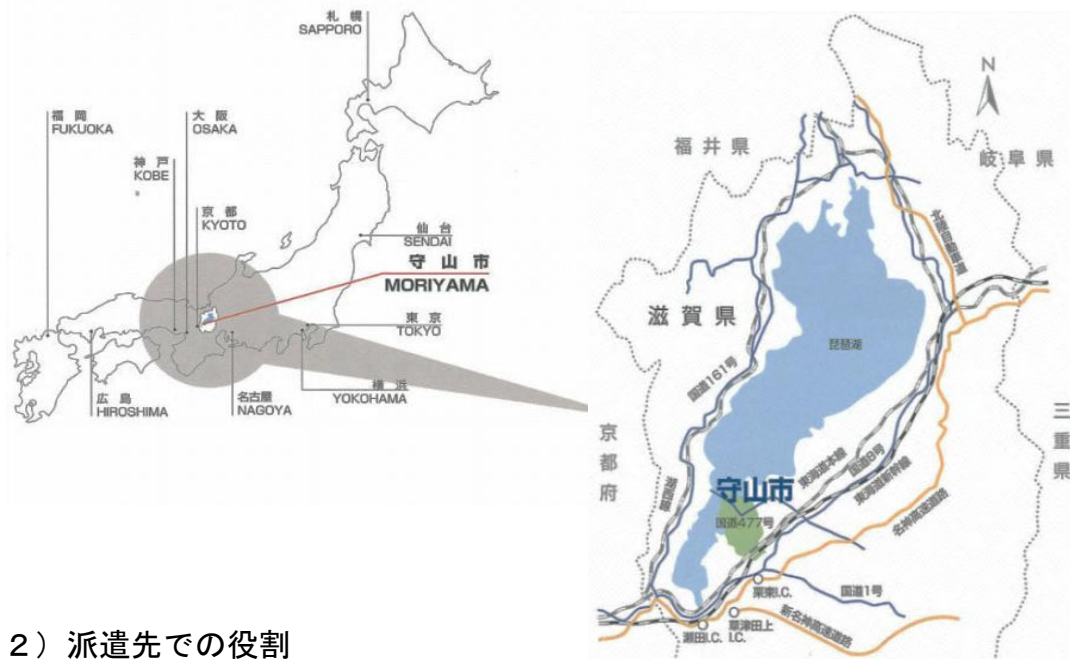 札幌
SAPPORO
福岡
FUKUOKA
大阪
OSAKA
神戸
KOBE
京都
KYOTO
仙台
SENDAI
守山市
MORIYAMA
東京
TOKYO
横浜
YOKOHAMA
名古屋
NAGOYA
広島
HIROSHIMA
N
福井県
岐阜県
北陸自動車道
滋賀県
琵琶湖
国道161号
京都府
三重県
東海道本線
国道8号
東海道新幹線
湖西線
守山市
国道477号
名神高速道路
栗東I.C.
国道1号
草津田上
I.C.
瀬田I.C.
新名神高速道路
2）派遣先での役割